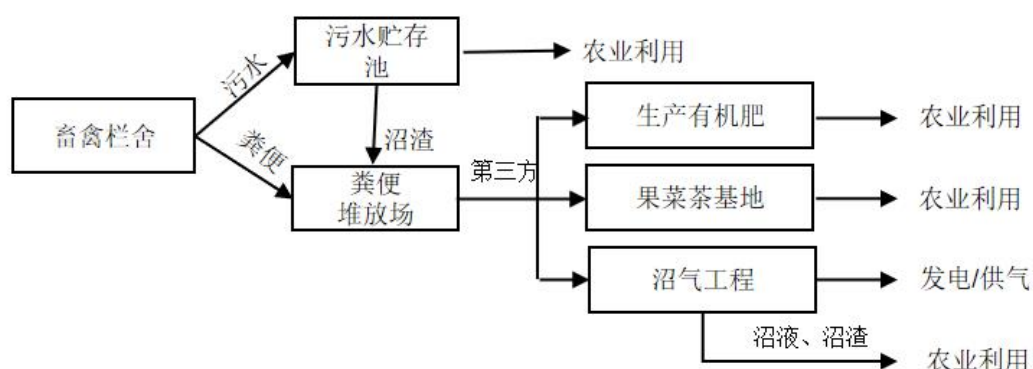 污水贮存
池
农业利用
污水
畜禽栏舍
粪便
沼渣
粪便
堆放场
第三方
生产有机肥
农业利用
果菜茶基地
农业利用
沼气工程
发电/供气
沼液、沼渣
农业利用